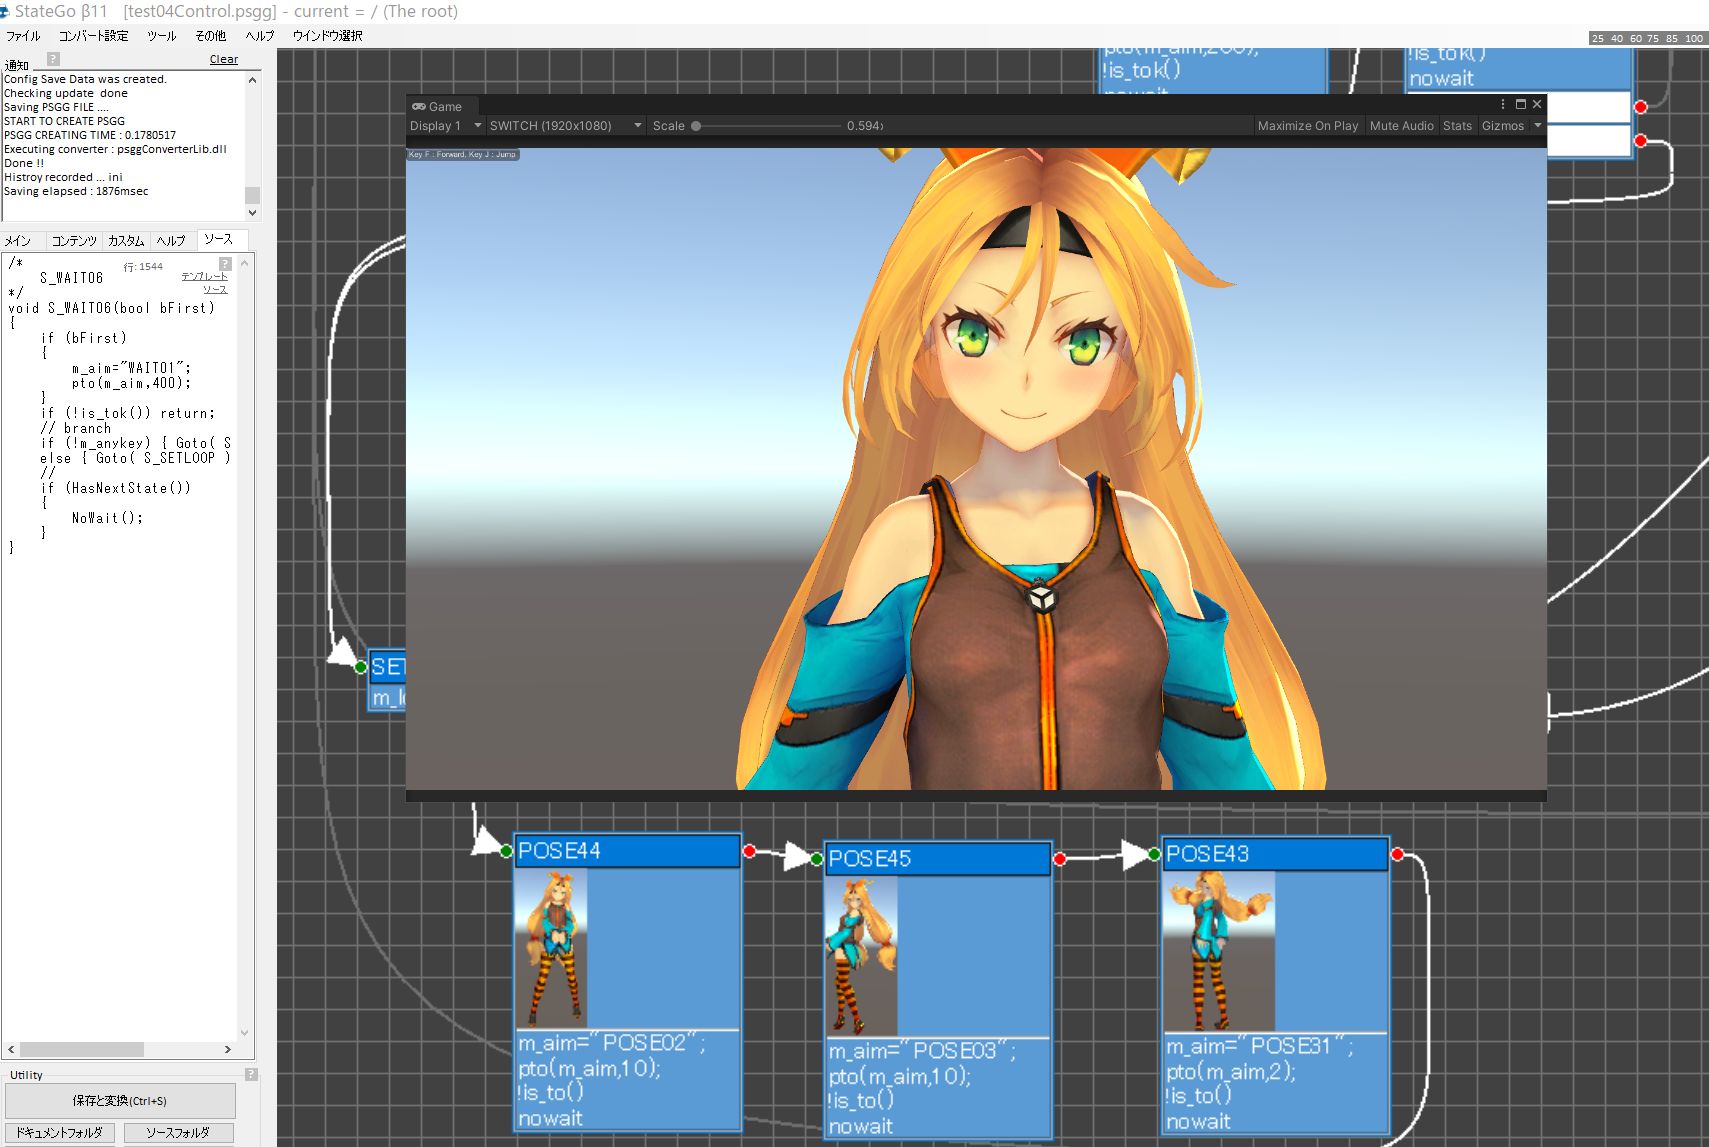 StateGo β11   [test04Control.psgg] - current = / (The root)
ファイル コンバート設定 ツール その他 ヘルプ ウインドウ選択
25 40 60 75 85 100
通知 ? Clear
Config Save Data was created.
Checking update  done
Saving PSGG FILE ....
START TO CREATE PSGG
PSGG CREATING TIME : 0.1780517
Executing converter : psggConverterLib.dll
Done !!
Histroy recorded ... ini
Saving elapsed : 1876msec
メイン コンテンツ カスタム ヘルプ ソース
行: 1544 ?
テンプレート
ソース
/*
    S_WAIT06
*/
void S_WAIT06(bool bFirst)
{
    if (bFirst)
    {
        m_aim="WAIT01";
        pto(m_aim,400);
    }
    if (!is_tok()) return;
    // branch
    if (!m_anykey) { Goto( S
    else { Goto( S_SETLOOP )
    //
    if (HasNextState())
    {
        NoWait();
    }
}
Utility ?
保存と変換(Ctrl+S)
ドキュメントフォルダ ソースフォルダ
pto(m_aim,200);
!is_tok()
nowait
!is_tok()
nowait
Game
Display 1 SWITCH (1920x1080) Scale 0.594x
Maximize On Play Mute Audio Stats Gizmos
Key F : Forward, Key J : Jump
SET
m_lo
POSE44
m_aim="POSE02";
pto(m_aim,10);
!is_to()
nowait
POSE45
m_aim="POSE03";
pto(m_aim,10);
!is_to()
nowait
POSE43
m_aim="POSE31";
pto(m_aim,2);
!is_to()
nowait